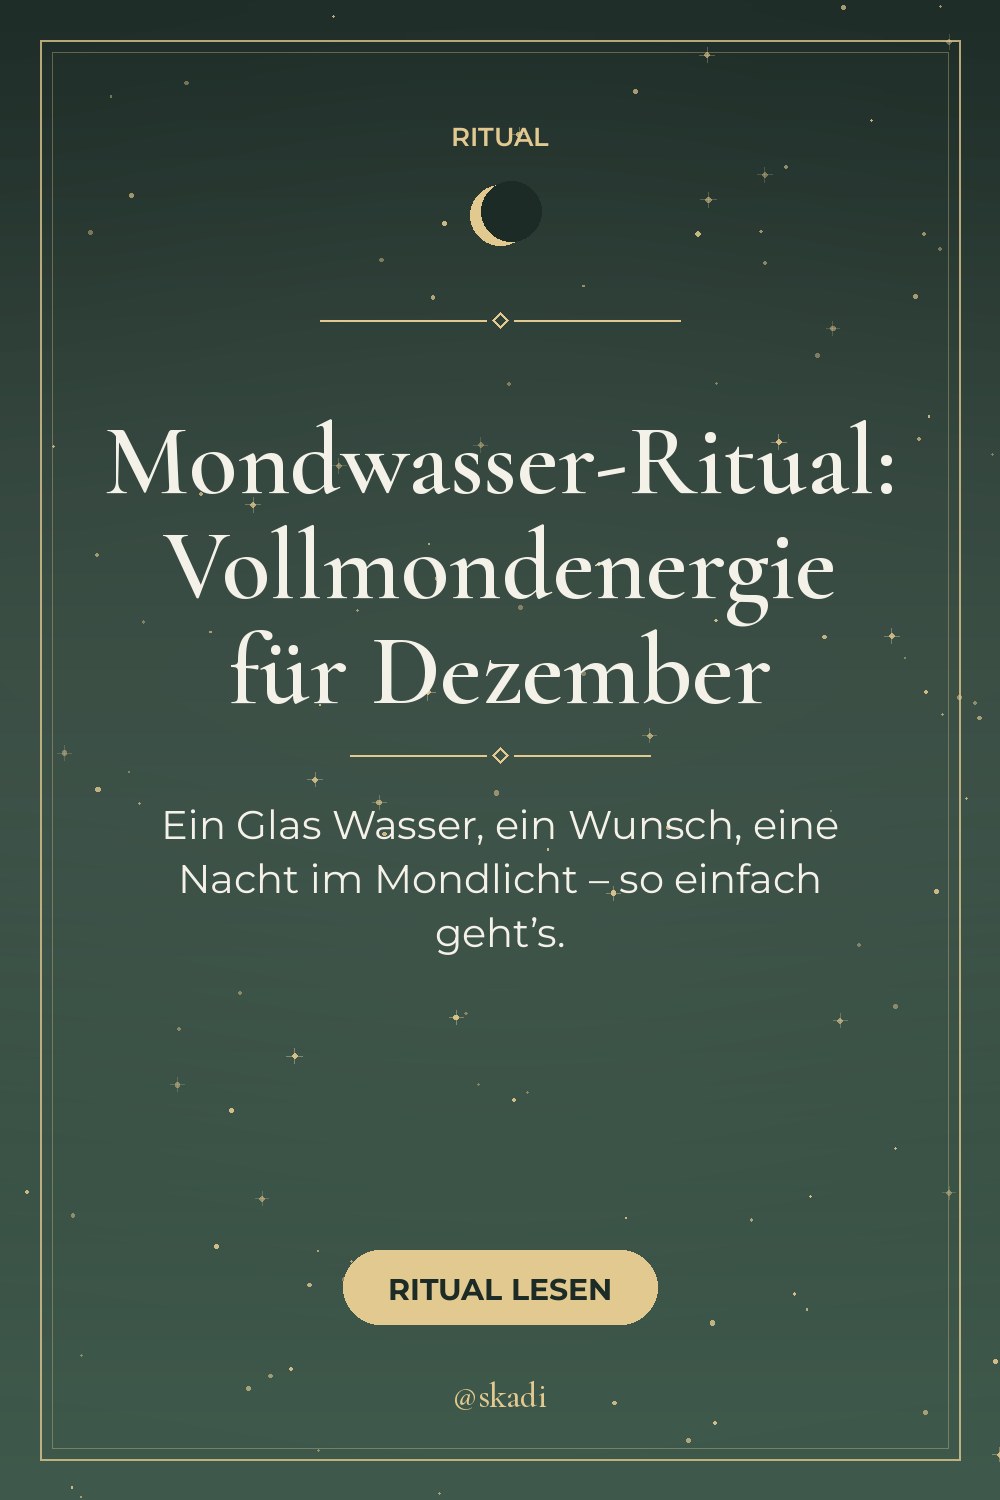 RITUAL
Mondwasser-Ritual:
Vollmondenergie
für Dezember
Ein Glas Wasser, ein Wunsch, eine
Nacht im Mondlicht – so einfach
geht’s.
RITUAL LESEN
@skadi